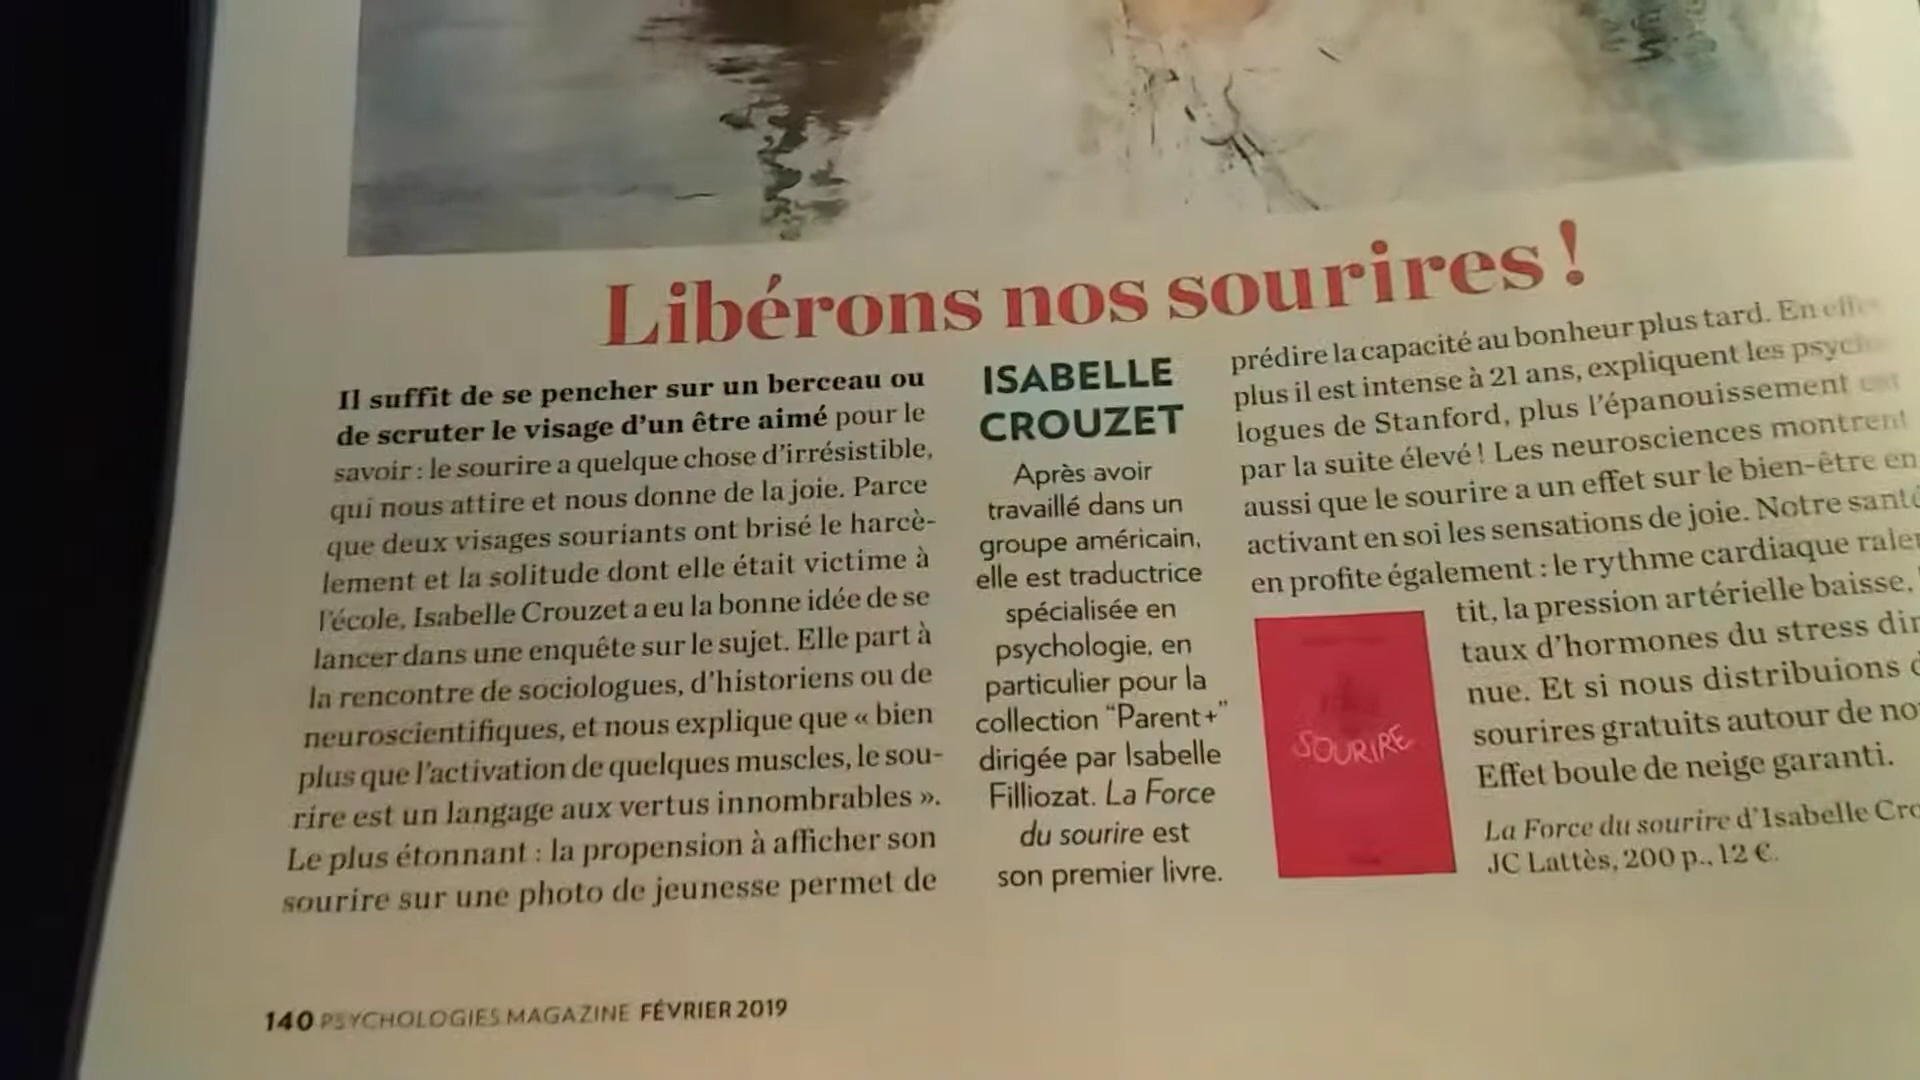 Libérons nos sourires !
Il suffit de se pencher sur un berceau ou
de scruter le visage d'un être aimé pour le
savoir : le sourire a quelque chose d'irrésistible,
qui nous attire et nous donne de la joie. Parce
que deux visages souriants ont brisé le harcè-
lement et la solitude dont elle était victime à
l'école, Isabelle Crouzet a eu la bonne idée de se
lancer dans une enquête sur le sujet. Elle part à
la rencontre de sociologues, d'historiens ou de
neuroscientifiques, et nous explique que « bien
plus que l'activation de quelques muscles, le sou-
rire est un langage aux vertus innombrables ».
Le plus étonnant : la propension à afficher son
sourire sur une photo de jeunesse permet de
ISABELLE
CROUZET
Après avoir
travaillé dans un
groupe américain,
elle est traductrice
spécialisée en
psychologie, en
particulier pour la
collection "Parent+"
dirigée par Isabelle
Filliozat. La Force
du sourire est
son premier livre.
prédire la capacité au bonheur plus tard. En
plus il est intense à 21 ans, expliquent les
logues de Stanford, plus l'épanouissement est
par la suite élevé ! Les neurosciences montrent
aussi que le sourire a un effet sur le bien-être en
activant en soi les sensations de joie. Notre santé
en profite également : le rythme cardiaque ralen
tit, la pression artérielle baisse,
taux d'hormones du stress
nue. Et si nous distribuions
sourires gratuits autour de
Effet boule de neige garanti.
La Force du sourire d'Isabelle Cro
JC Lattès, 200 p., 12 €.
SOURIRE
140 PSYCHOLOGIES MAGAZINE FÉVRIER 2019